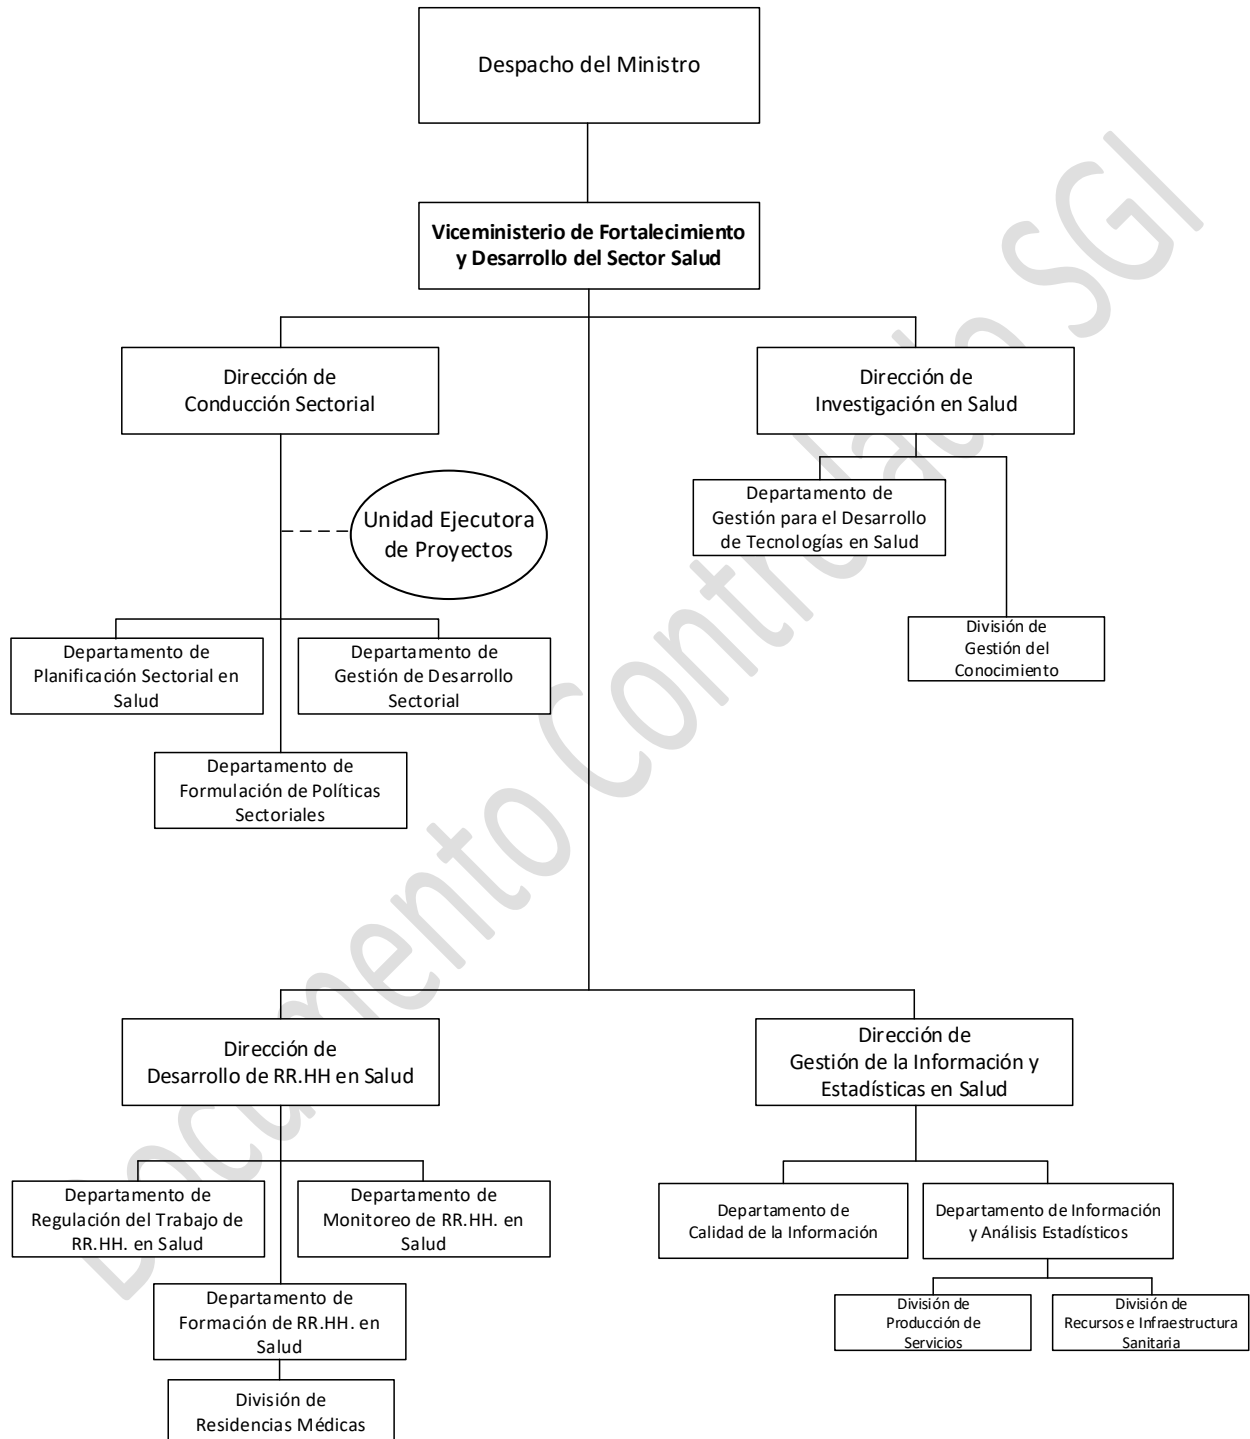 Despacho del Ministro
Viceministerio de Fortalecimiento
y Desarrollo del Sector Salud
Dirección de
Conducción Sectorial
Dirección de
Investigación en Salud
Unidad Ejecutora
de Proyectos
Departamento de
Gestión para el Desarrollo
de Tecnologías en Salud
División de
Gestión del
Conocimiento
Departamento de
Planificación Sectorial en
Salud
Departamento de
Gestión de Desarrollo
Sectorial
Departamento de
Formulación de Políticas
Sectoriales
Dirección de
Desarrollo de RR.HH en Salud
Dirección de
Gestión de la Información y
Estadísticas en Salud
Departamento de
Regulación del Trabajo de
RR.HH. en Salud
Departamento de
Monitoreo de RR.HH. en
Salud
Departamento de
Formación de RR.HH. en
Salud
División de
Residencias Médicas
Departamento de
Calidad de la Información
Departamento de Información
y Análisis Estadísticos
División de
Producción de
Servicios
División de
Recursos e Infraestructura
Sanitaria
Documento Controlado SGI